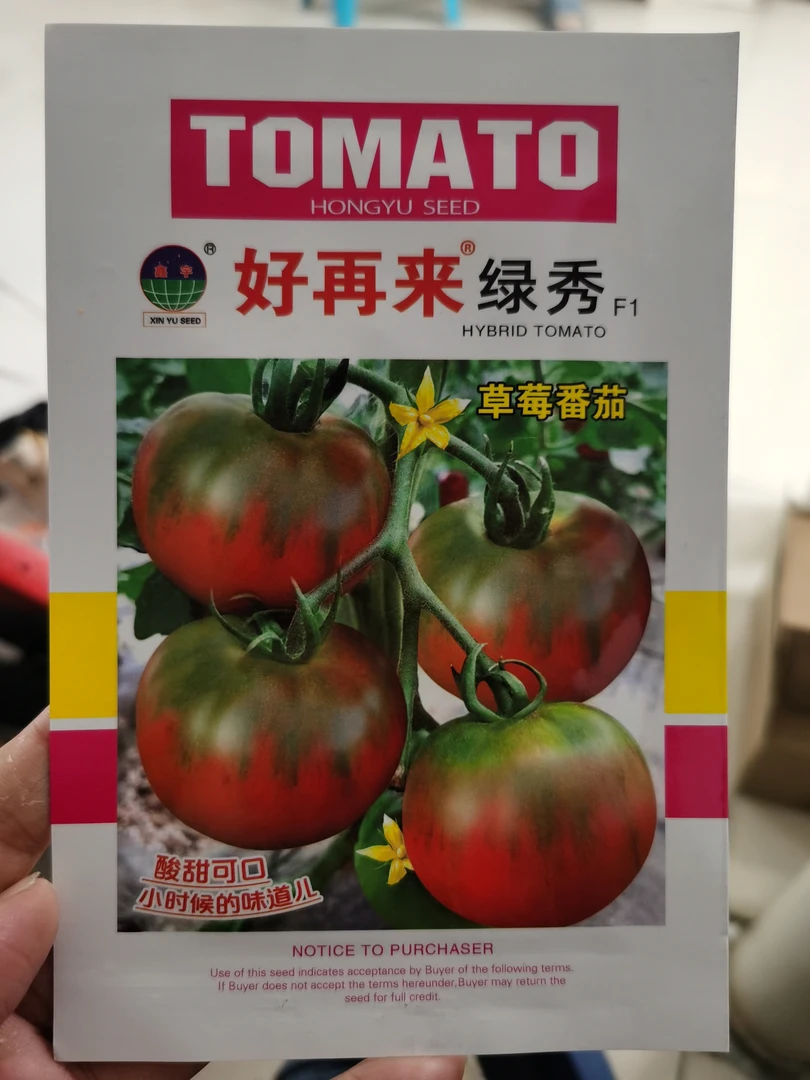 TOMATO
HONGYU SEED
®
XIN YU SEED
好再来® 绿秀 F1
HYBRID TOMATO
草莓番茄
酸甜可口
小时候的味道儿
NOTICE TO PURCHASER
Use of this seed indicates acceptance by Buyer of the following terms.
If Buyer does not accept the terms hereunder,Buyer may return the
seed for full credit.